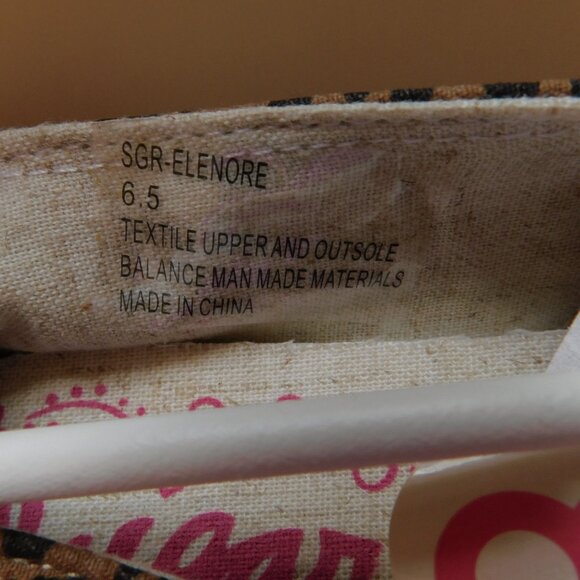 SGR-ELENORE
6.5
TEXTILE UPPER AND OUTSOLE
BALANCE MAN MADE MATERIALS
MADE IN CHINA